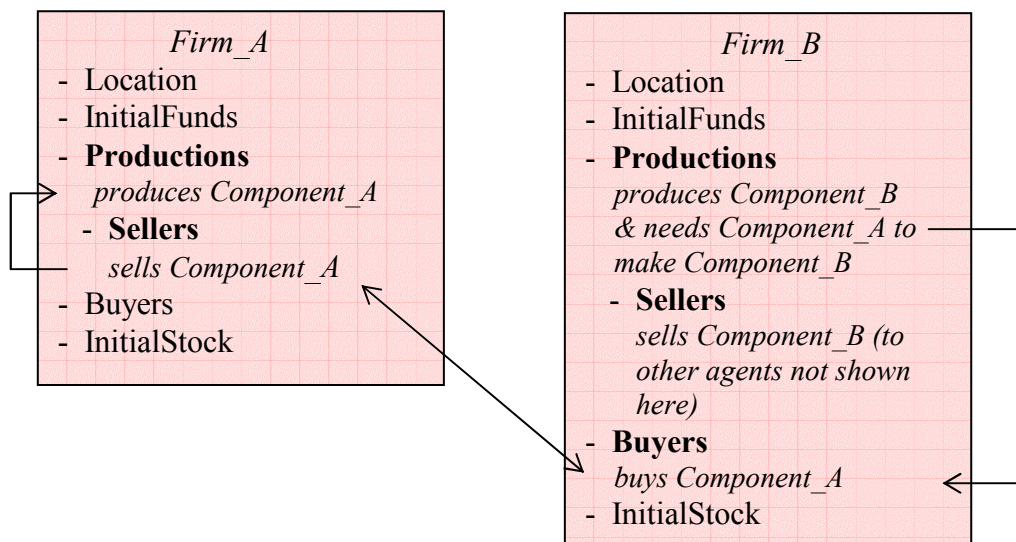 Firm_A
- Location
- InitialFunds
- Productions
produces Component_A
- Sellers
sells Component_A
- Buyers
- InitialStock
Firm_B
- Location
- InitialFunds
- Productions
produces Component_B
& needs Component_A to
make Component_B
- Sellers
sells Component_B (to
other agents not shown
here)
- Buyers
buys Component_A
- InitialStock